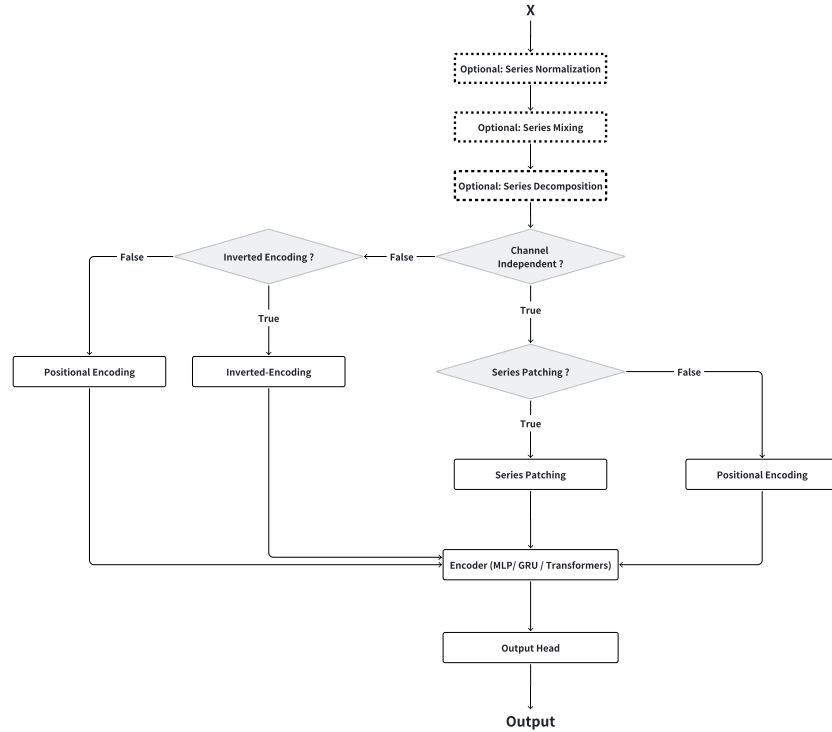 X
Optional: Series Normalization
Optional: Series Mixing
Optional: Series Decomposition
Channel
Independent ?
False
Inverted Encoding ?
False
True
True
Positional Encoding
Inverted-Encoding
Series Patching ?
False
True
Series Patching
Positional Encoding
Encoder (MLP/ GRU / Transformers)
Output Head
Output